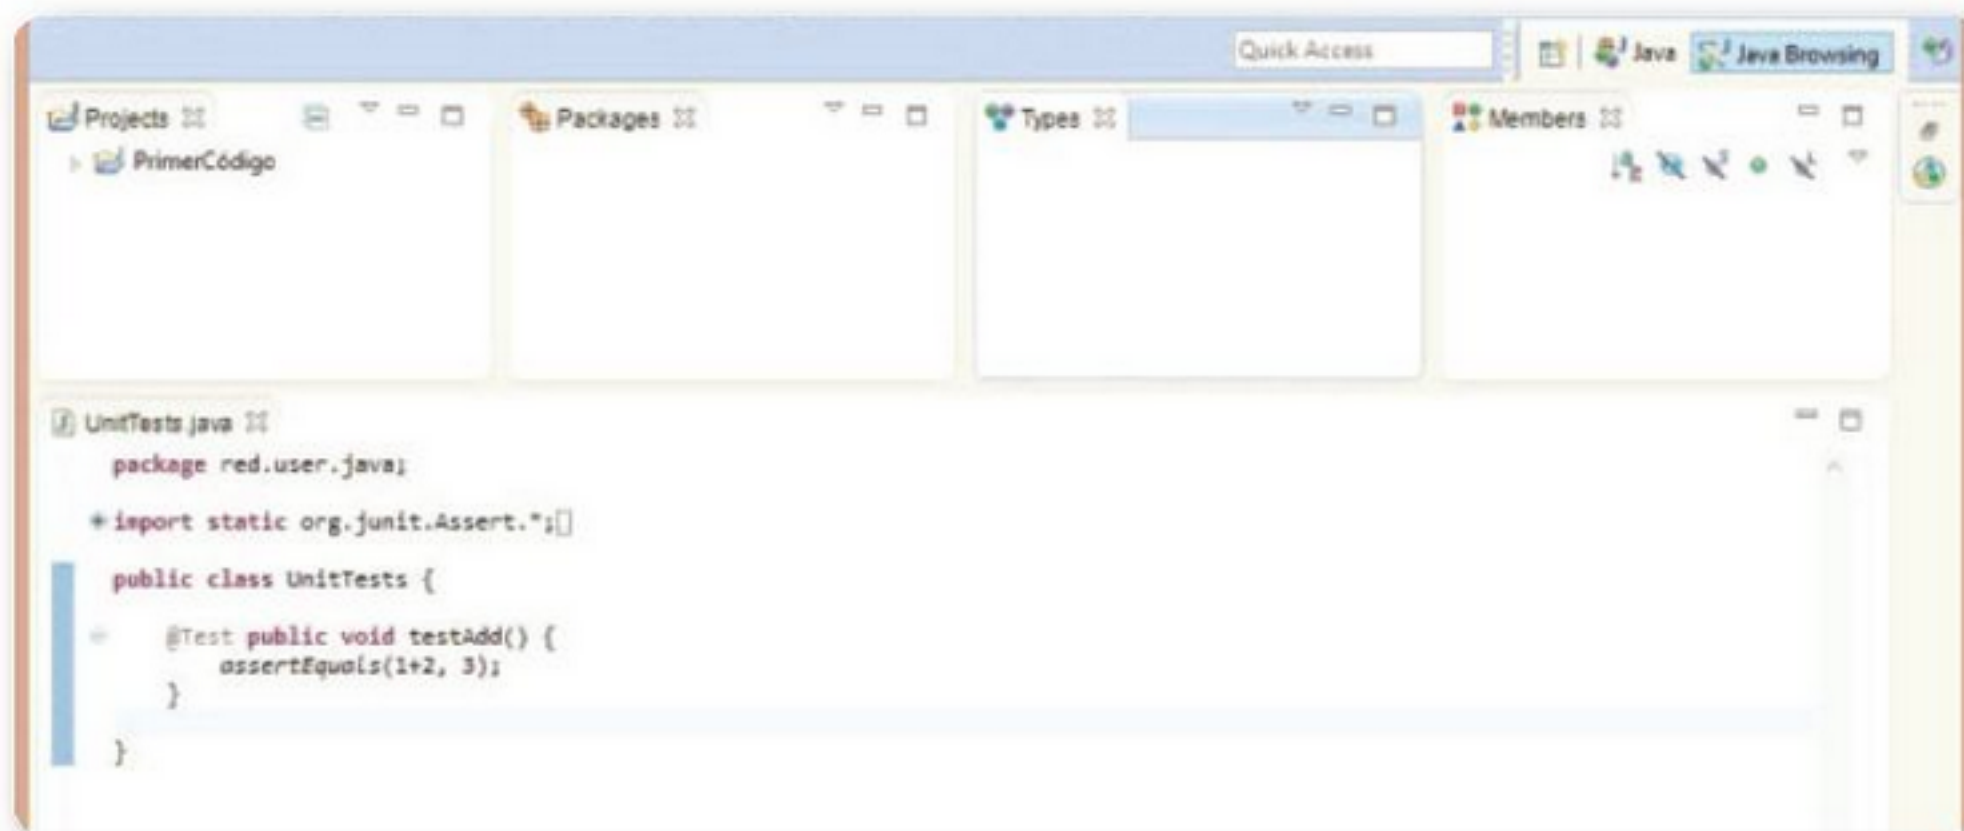 Quick Access
Java
Java Browsing
Projects
Packages
Types
Members
PrimerCódigo
UnitTests.java
package red.user.java;
import static org.junit.Assert.*;
public class UnitTests {
@Test public void testAdd() {
assertEquals(1+2, 3);
}
}